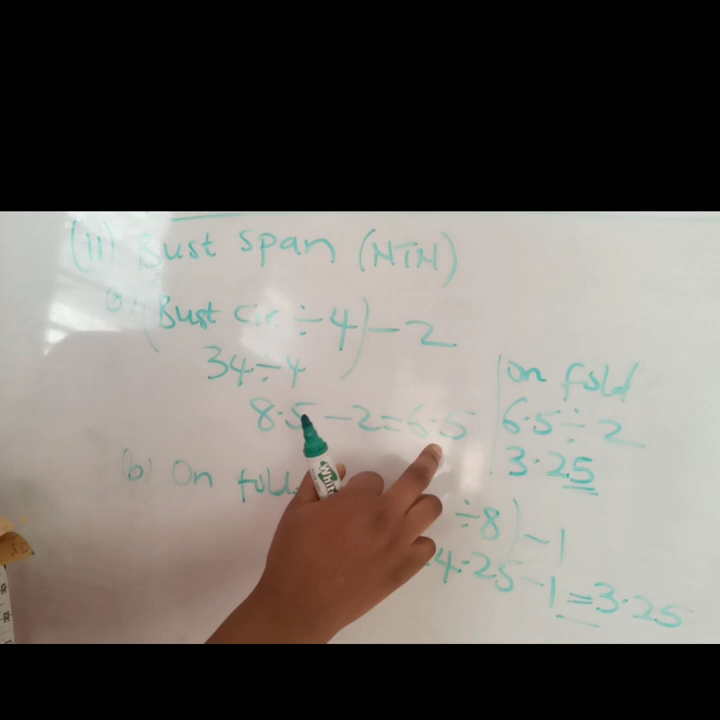 (ii) Bust span (NTN)
(Bust cir ÷ 4) - 2
34 ÷ 4
8.5 - 2 = 6.5
On fold
6.5 ÷ 2
3.25
(b) On fold
÷ 8) - 1
4.25 - 1 = 3.25
White